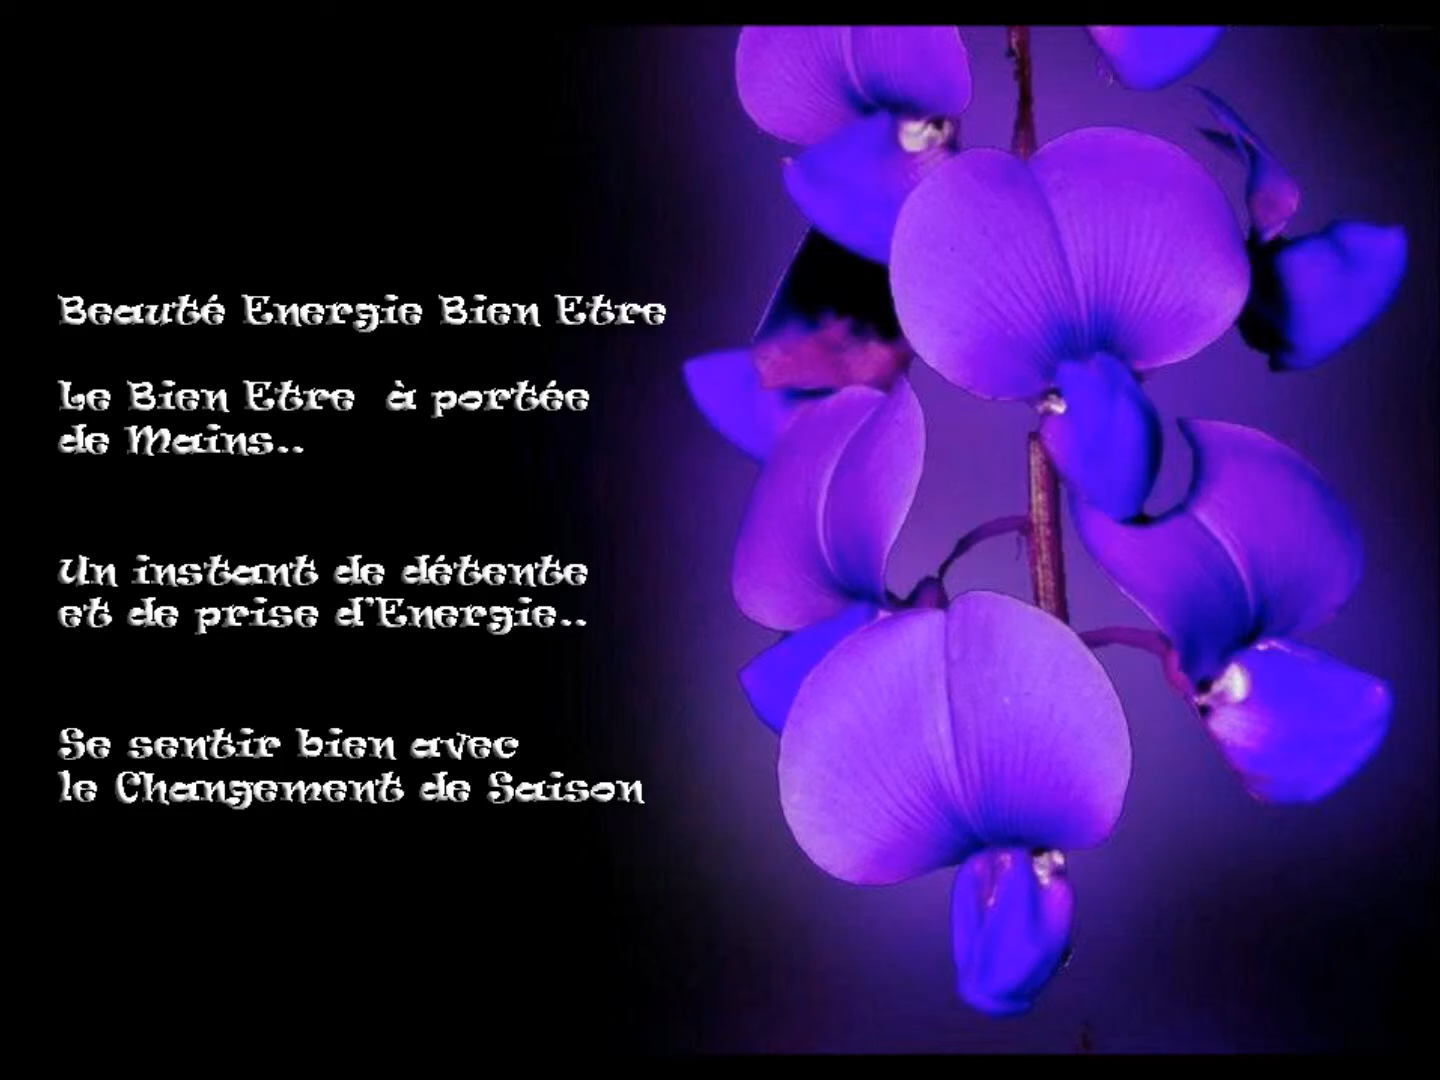 Beauté Energie Bien Etre
Le Bien Etre à portée
de Mains..
Un instant de détente
et de prise d'Energie..
Se sentir bien avec
le Changement de Saison